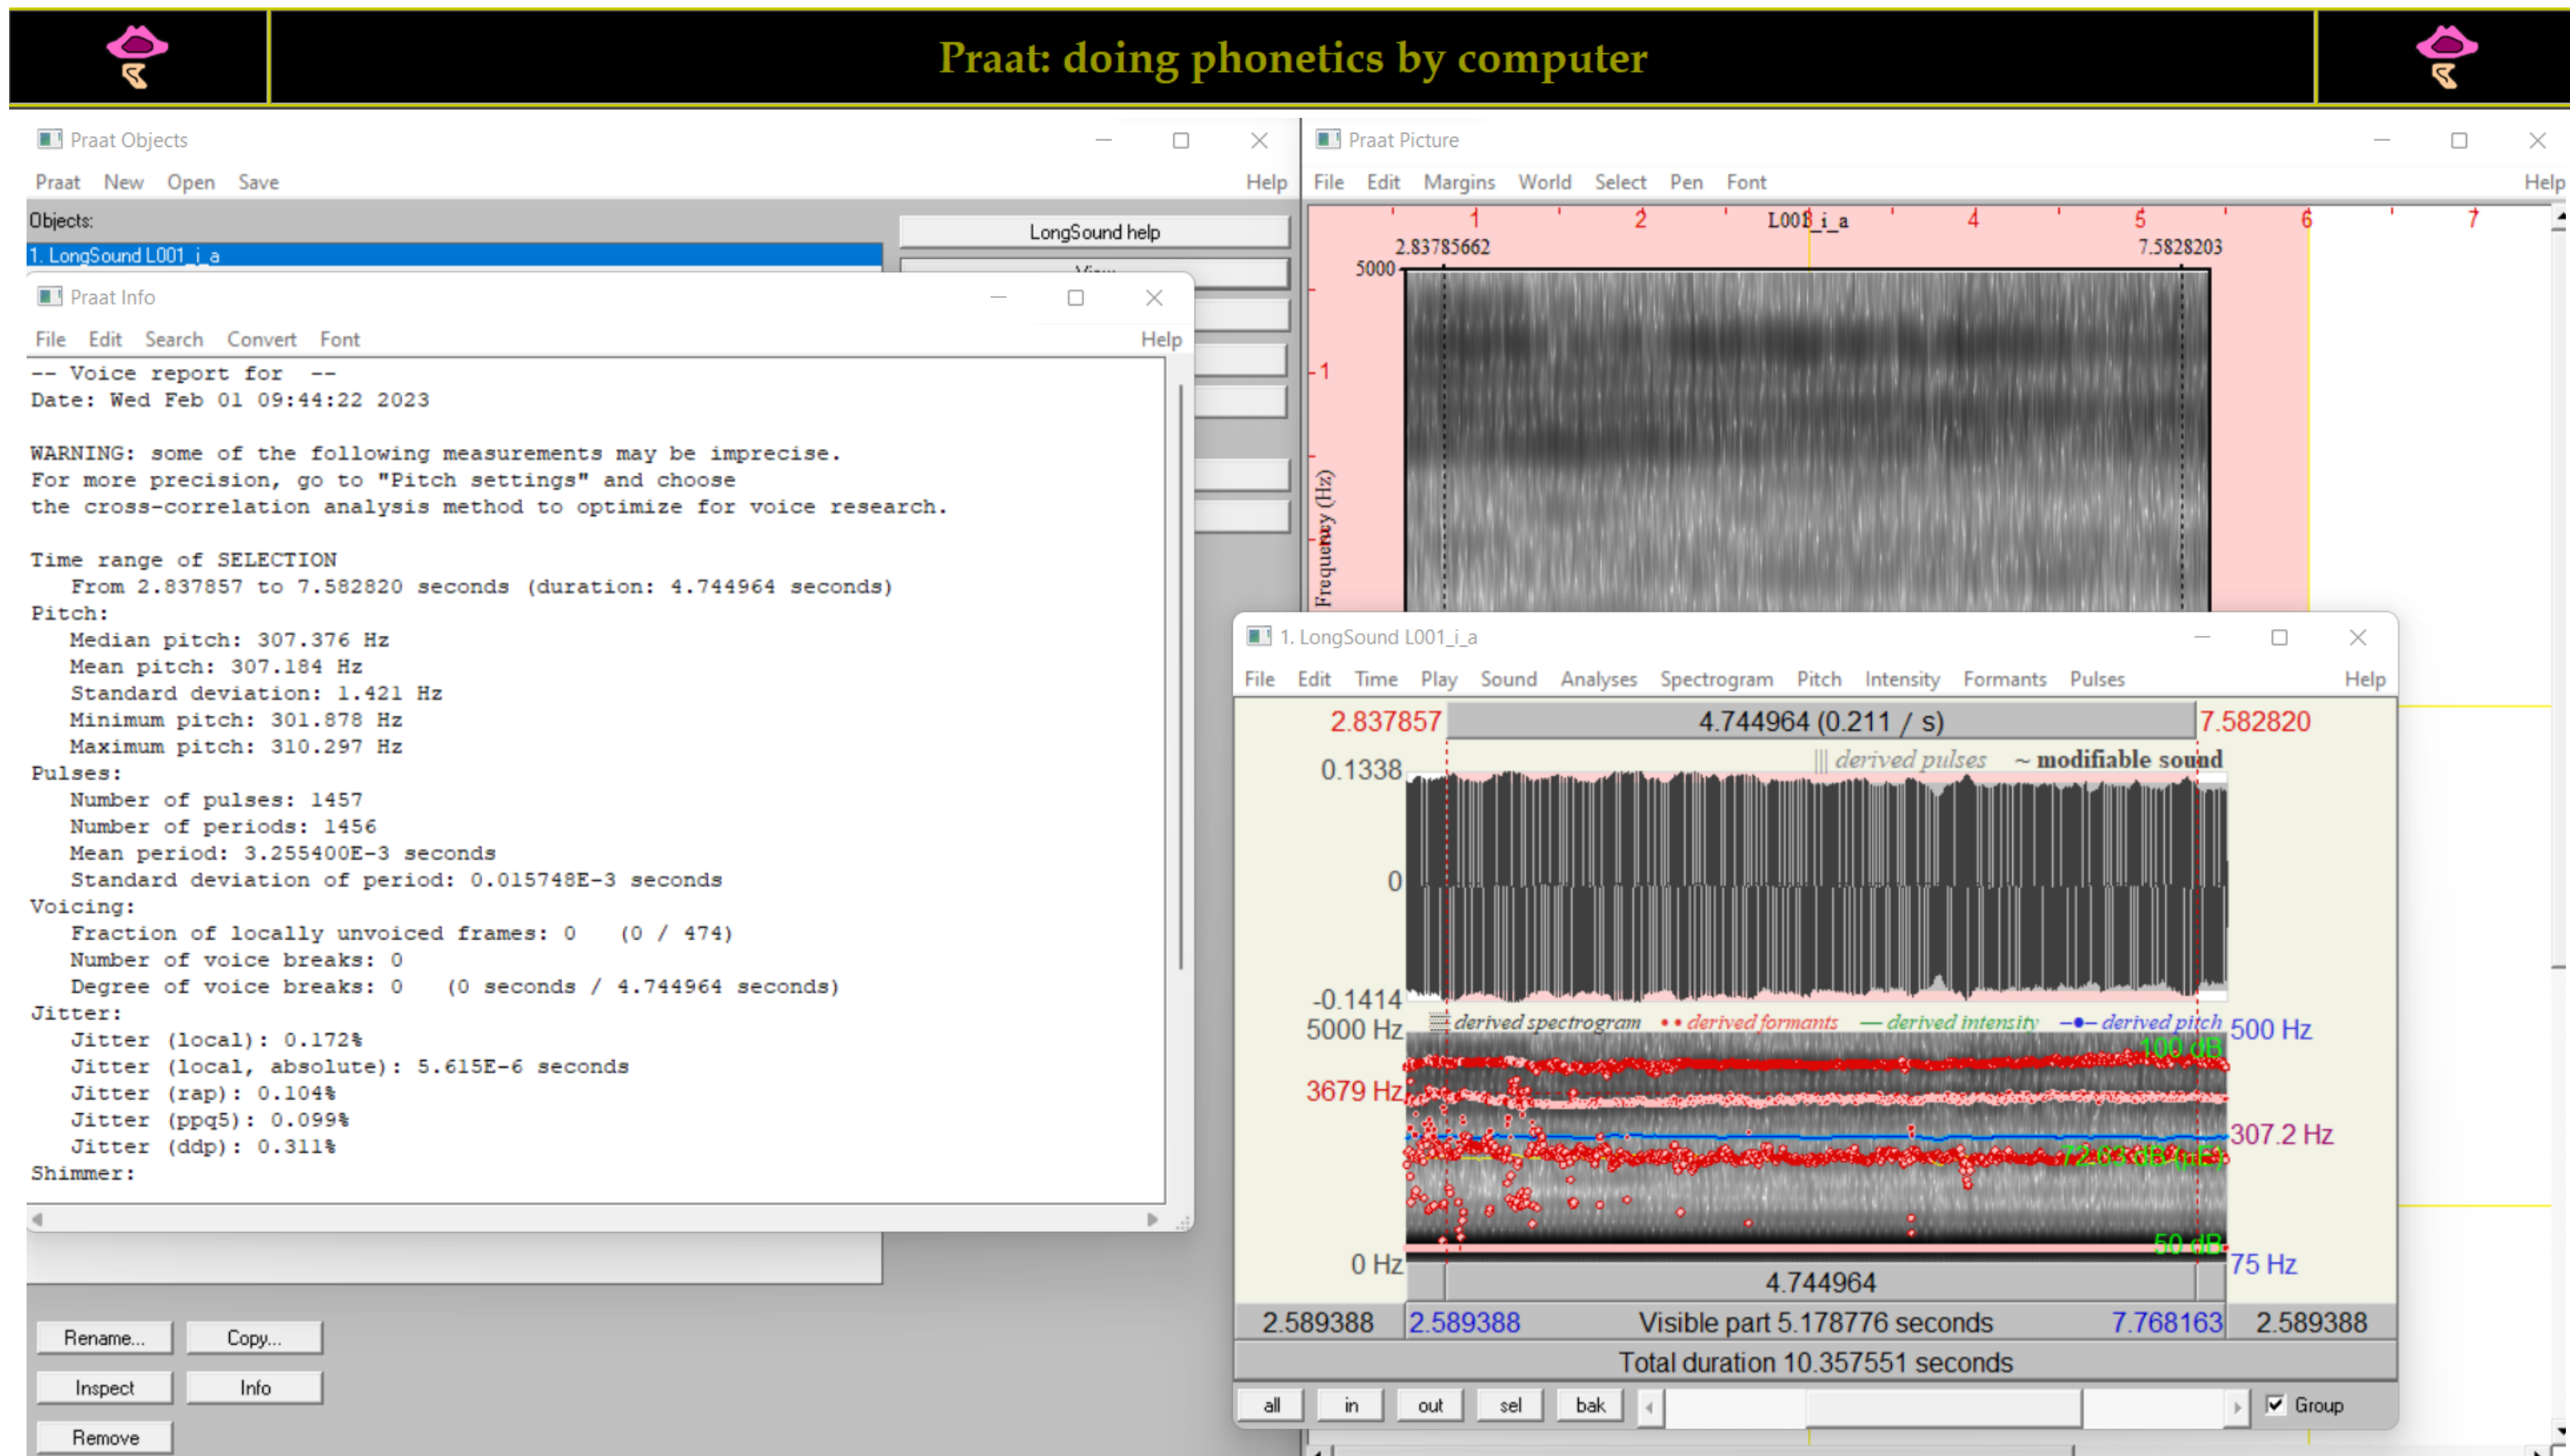 Praat: doing phonetics by computer
Praat Objects
Praat New Open Save Help
Objects:
1. LongSound L001_i_a
LongSound help
Praat Info
File Edit Search Convert Font Help
-- Voice report for --
Date: Wed Feb 01 09:44:22 2023
WARNING: some of the following measurements may be imprecise.
For more precision, go to "Pitch settings" and choose
the cross-correlation analysis method to optimize for voice research.
Time range of SELECTION
From 2.837857 to 7.582820 seconds (duration: 4.744964 seconds)
Pitch:
Median pitch: 307.376 Hz
Mean pitch: 307.184 Hz
Standard deviation: 1.421 Hz
Minimum pitch: 301.878 Hz
Maximum pitch: 310.297 Hz
Pulses:
Number of pulses: 1457
Number of periods: 1456
Mean period: 3.255400E-3 seconds
Standard deviation of period: 0.015748E-3 seconds
Voicing:
Fraction of locally unvoiced frames: 0 (0 / 474)
Number of voice breaks: 0
Degree of voice breaks: 0 (0 seconds / 4.744964 seconds)
Jitter:
Jitter (local): 0.172%
Jitter (local, absolute): 5.615E-6 seconds
Jitter (rap): 0.104%
Jitter (ppq5): 0.099%
Jitter (ddp): 0.311%
Shimmer:
Rename... Copy...
Inspect Info
Remove
Praat Picture
File Edit Margins World Select Pen Font Help
1 2 4 5 6 7
2.83785662 7.5828203
5000
1
Frequency (Hz)
1. LongSound L001_i_a
File Edit Time Play Sound Analyses Spectrogram Pitch Intensity Formants Pulses Help
2.837857 4.744964 (0.211 / s) 7.582820
derived pulses ~ modifiable sound
0.1338
0
-0.1414
5000 Hz derived spectrogram derived formants derived intensity derived pitch 500 Hz
100 dB
3679 Hz
307.2 Hz
50 dB
0 Hz 75 Hz
4.744964
2.589388 2.589388 Visible part 5.178776 seconds 7.768163 2.589388
Total duration 10.357551 seconds
all in out sel bak Group